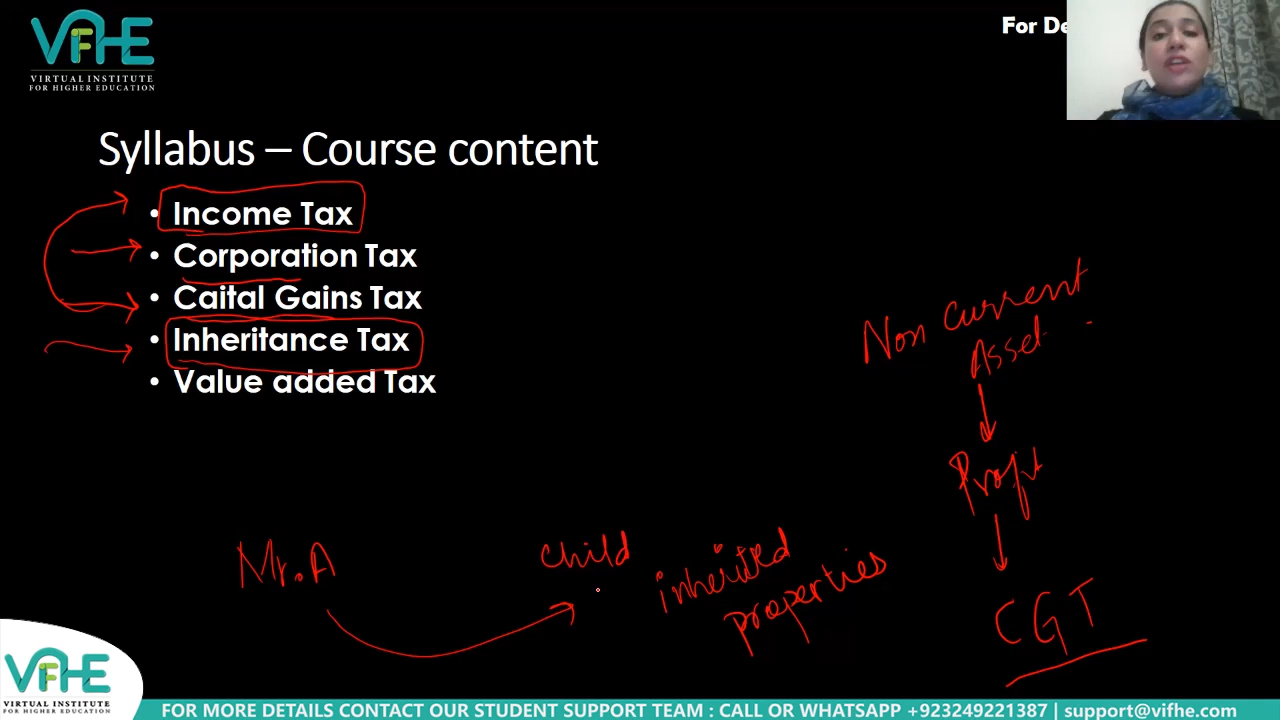 VIFHE
VIRTUAL INSTITUTE
FOR HIGHER EDUCATION
For De
Syllabus – Course content
• Income Tax
• Corporation Tax
• Caital Gains Tax
• Inheritance Tax
• Value added Tax
Non current
Asset
Profit
CGT
Mr. A
child
inherited
properties
VIFHE
VIRTUAL INSTITUTE
FOR HIGHER EDUCATION
FOR MORE DETAILS CONTACT OUR STUDENT SUPPORT TEAM : CALL OR WHATSAPP +923249221387 | support@vifhe.com